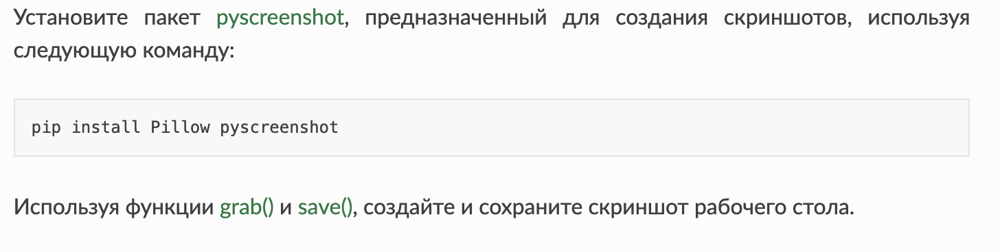 Установите пакет pyscreenshot, предназначенный для создания скриншотов, используя
следующую команду:
pip install Pillow pyscreenshot
Используя функции grab() и save(), создайте и сохраните скриншот рабочего стола.